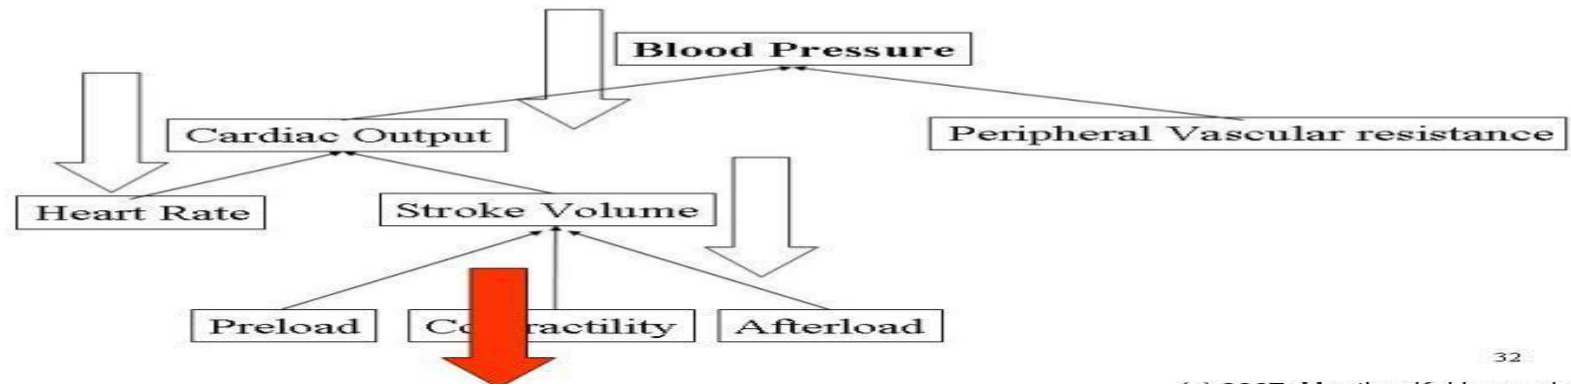 Blood Pressure
Cardiac Output
Peripheral Vascular resistance
Heart Rate
Stroke Volume
Preload
Afterload
32